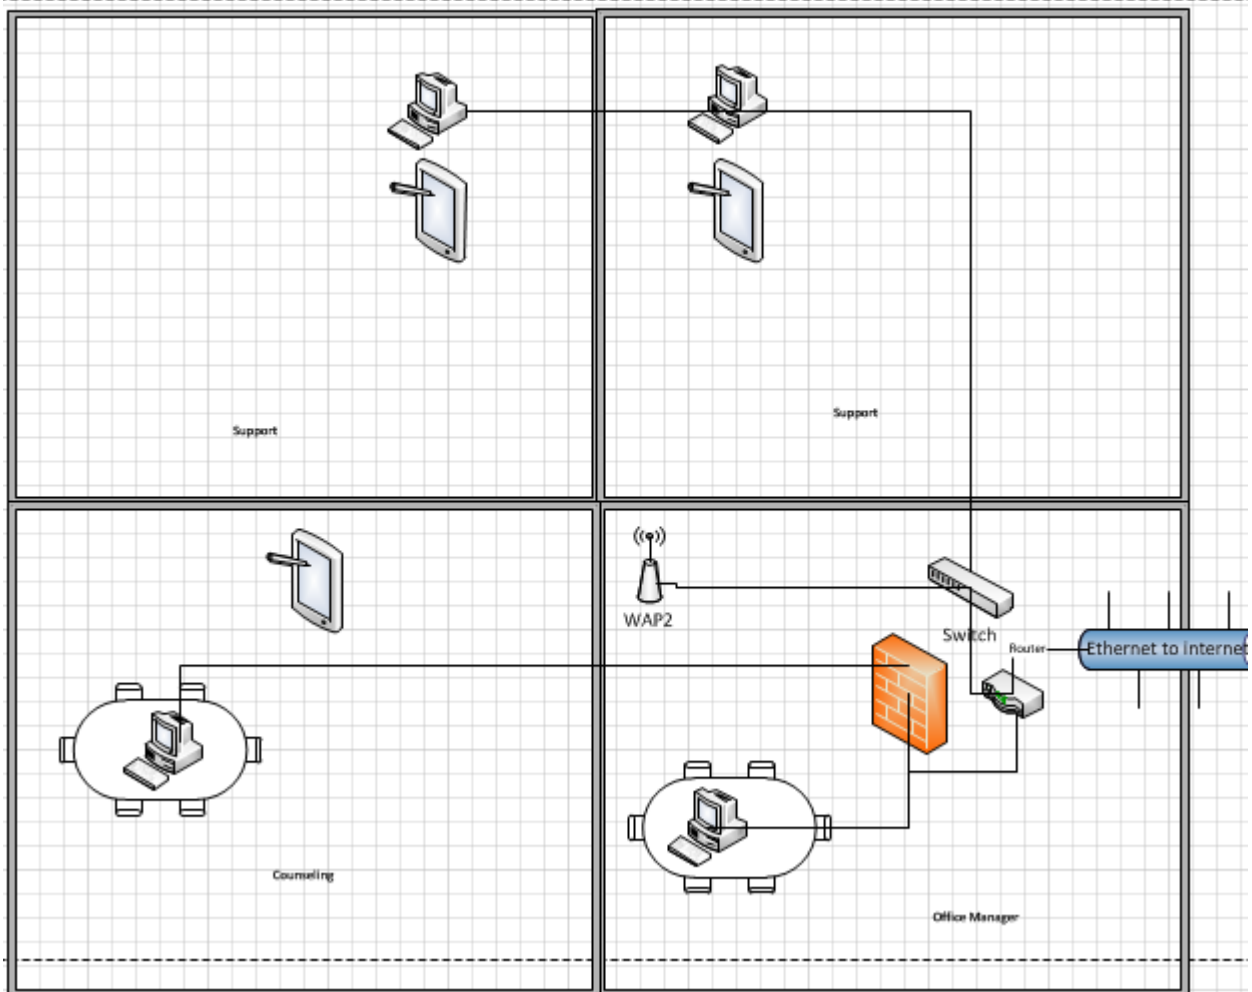 Support
Support
WAP2
Switch
Router
Ethernet to internet
Counseling
Office Manager